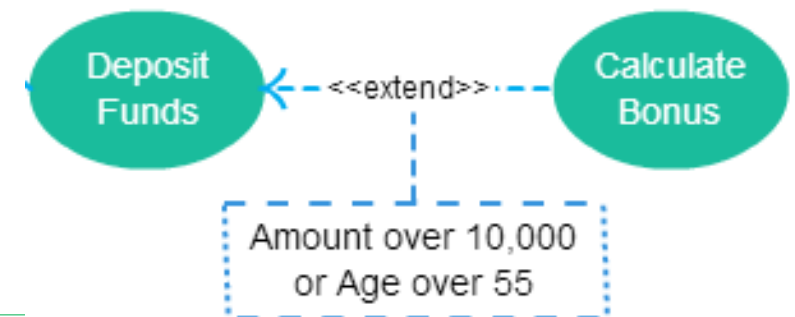 Deposit
Funds
<<extend>>
Calculate
Bonus
Amount over 10,000
or Age over 55